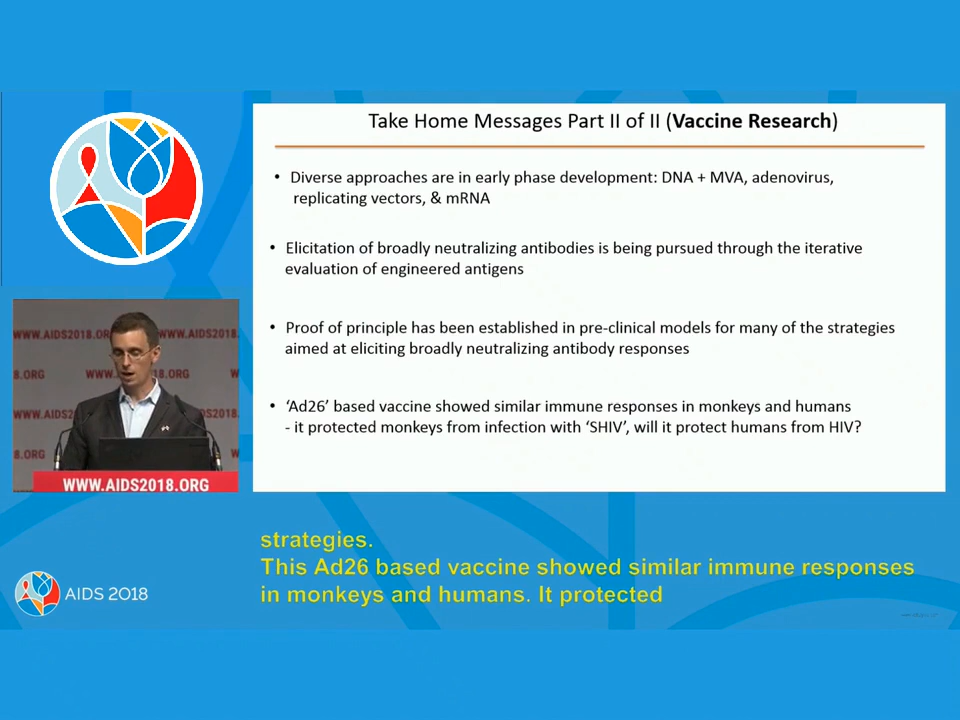 Take Home Messages Part II of II (Vaccine Research)
• Diverse approaches are in early phase development: DNA + MVA, adenovirus,
replicating vectors, & mRNA
• Elicitation of broadly neutralizing antibodies is being pursued through the iterative
evaluation of engineered antigens
• Proof of principle has been established in pre-clinical models for many of the strategies
aimed at eliciting broadly neutralizing antibody responses
• ‘Ad26’ based vaccine showed similar immune responses in monkeys and humans
- it protected monkeys from infection with ‘SHIV’, will it protect humans from HIV?
WWW.AIDS2018.ORG
strategies.
This Ad26 based vaccine showed similar immune responses
in monkeys and humans. It protected
AIDS 2018